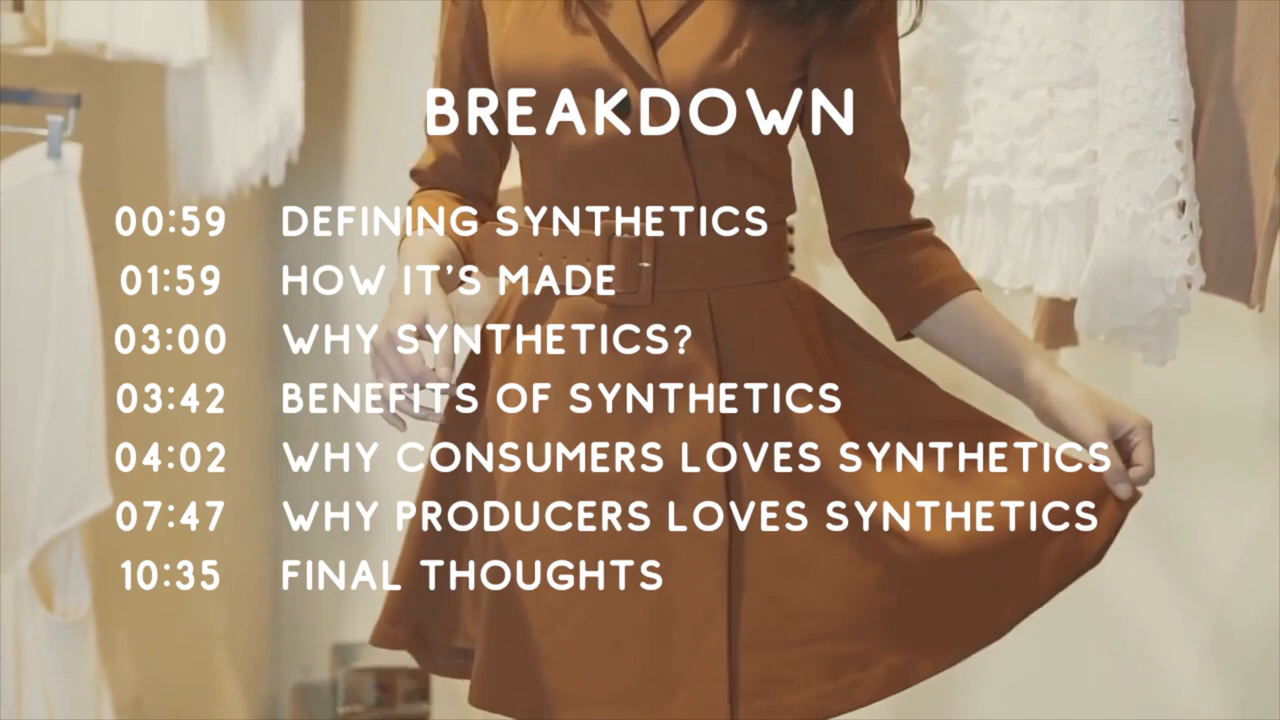 BREAKDOWN
00:59 DEFINING SYNTHETICS
01:59 HOW IT'S MADE
03:00 WHY SYNTHETICS?
03:42 BENEFITS OF SYNTHETICS
04:02 WHY CONSUMERS LOVES SYNTHETICS
07:47 WHY PRODUCERS LOVES SYNTHETICS
10:35 FINAL THOUGHTS